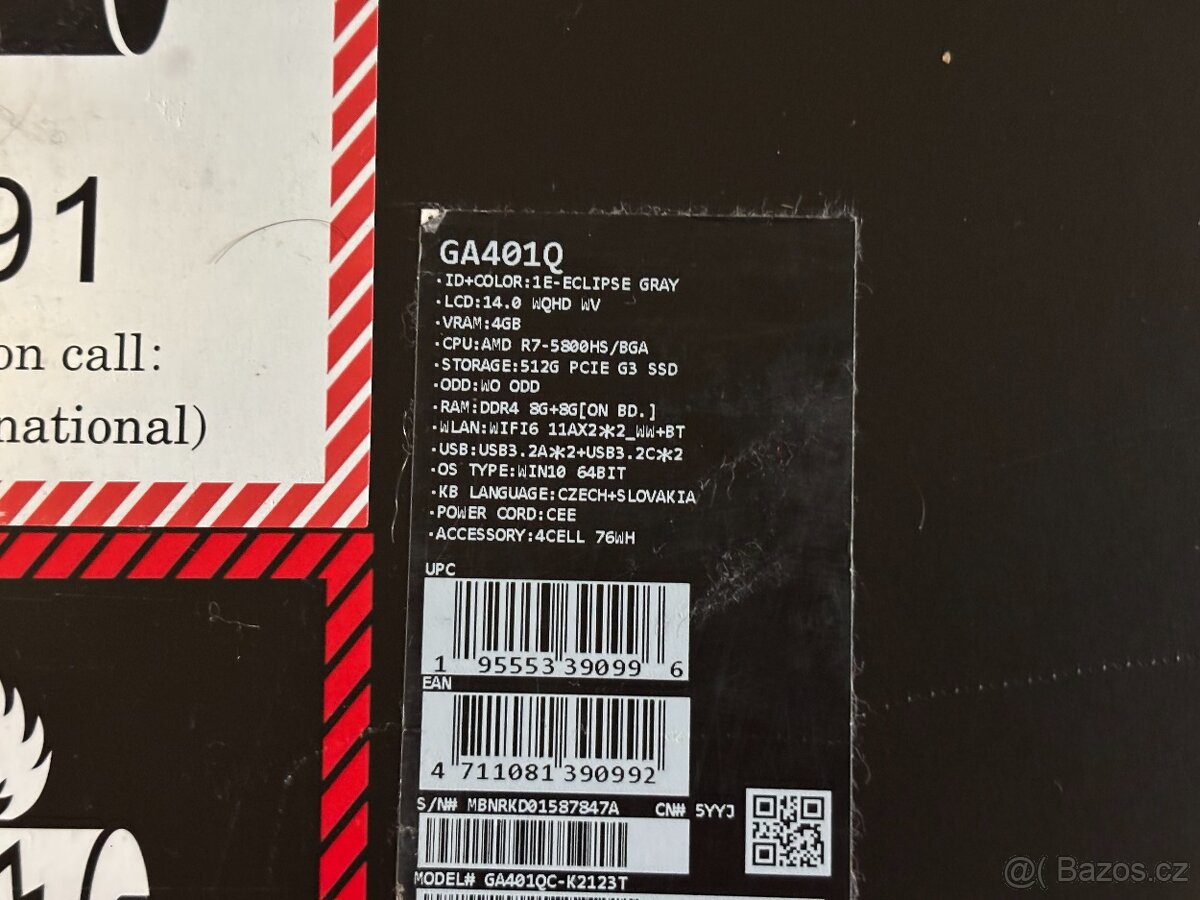 91
on call:
national)
GA401Q
·ID+COLOR:1E-ECLIPSE GRAY
·LCD:14.0 WQHD WV
·VRAM:4GB
·CPU:AMD R7-5800HS/BGA
·STORAGE:512G PCIE G3 SSD
·ODD:WO ODD
·RAM:DDR4 8G+8G[ON BD.]
·WLAN:WIFI6 11AX2*2_WW+BT
·USB:USB3.2A*2+USB3.2C*2
·OS TYPE:WIN10 64BIT
·KB LANGUAGE:CZECH+SLOVAKIA
·POWER CORD:CEE
·ACCESSORY:4CELL 76WH
UPC
1 95553 39099 6
EAN
4 711081 390992
S/N# MBNRKD01587847A CN# 5YYJ
MODEL# GA401QC-K2123T
@( Bazos.cz